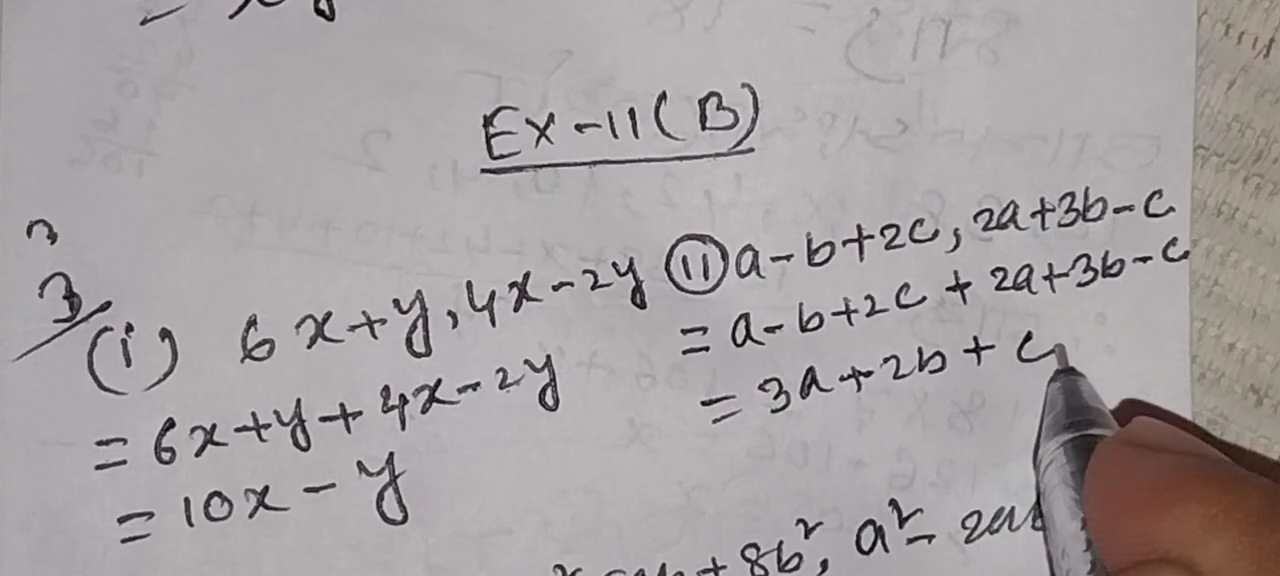 Ex-11(B)
3
(i) 6x+y, 4x-2y
=6x+y+4x-2y
=10x-y
(ii) a-b+2c, 2a+3b-c
=a-b+2c+2a+3b-c
=3a+2b+c
+8b², a²-2ab